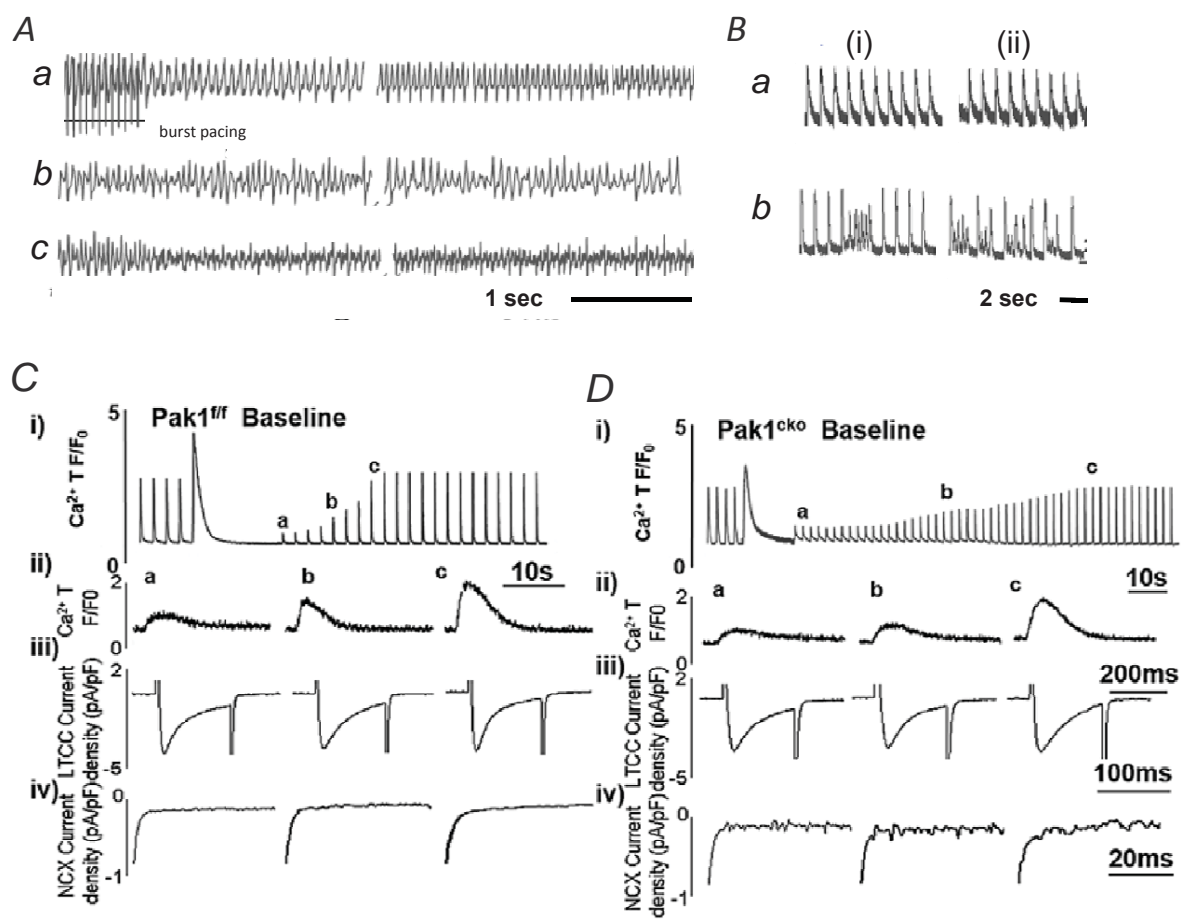 A
a
burst pacing
b
c
1 sec
B
(i)
(ii)
a
b
2 sec
C
i)
5
Pak1f/f Baseline
Ca²⁺ T F/F₀
a
b
c
0
10s
ii)
2
a
b
c
Ca²⁺ T
F/F0
0
iii)
2
LTCC Current
density (pA/pF)
-5
iv)
0
NCX Current
density (pA/pF)
-1
D
i)
5
Pak1cko Baseline
Ca²⁺ T F/F₀
a
b
c
0
10s
ii)
2
a
b
c
Ca²⁺ T
F/F0
0
200ms
iii)
2
LTCC Current
density (pA/pF)
-5
100ms
iv)
0
NCX Current
density (pA/pF)
-1
20ms